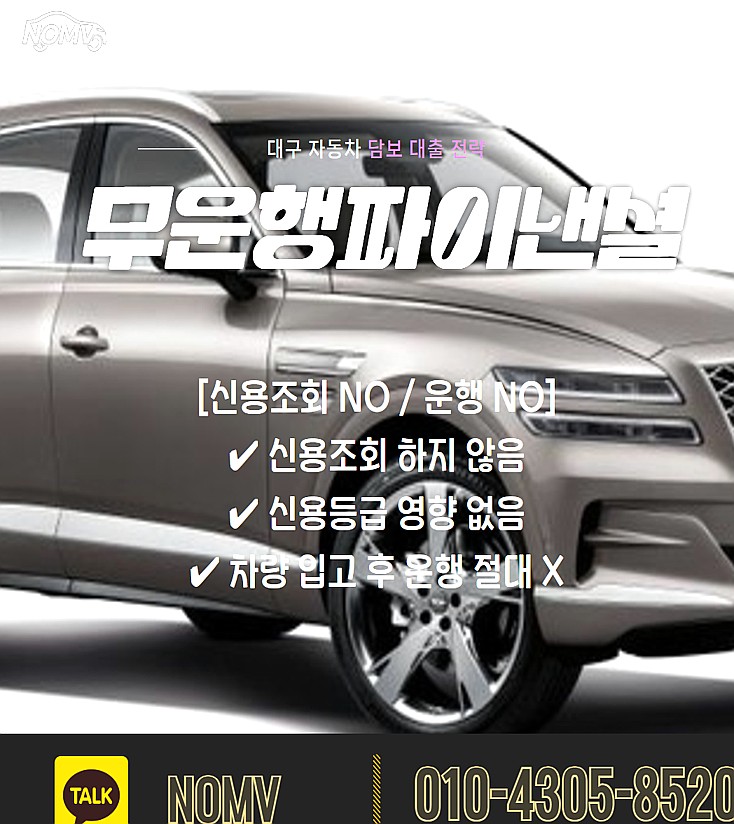 NOMV
대구 자동차 담보 대출 전략
무운행파이낸셜
[신용조회 NO / 운행 NO]
✔ 신용조회 하지 않음
✔ 신용등급 영향 없음
✔ 차량 입고 후 운행 절대 X
TALK
NOMV
010-4305-8520